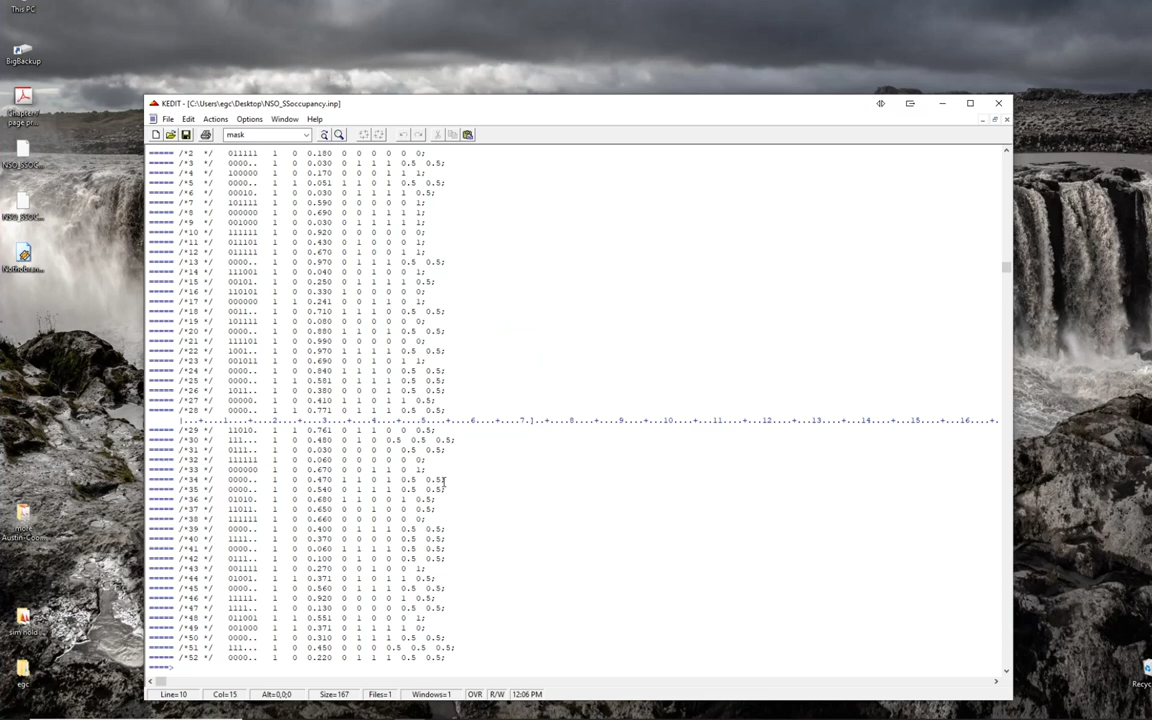 This PC
BigBackup
Chapter7
page pr...
NSO_SSOC...
NSO_SSOC...
more
Austin-Coo...
egc
Recyc
KEDIT - [C:\Users\egc\Desktop\NSO_SSoccupancy.inp]
File Edit Actions Options Window Help
mask
===== /*2 */ 011111 1 0 0.180 0 0 0 0 0 0;
===== /*3 */ 0000.. 1 0 0.030 0 1 1 1 0.5 0.5;
===== /*4 */ 100000 1 0 0.170 0 0 0 1 1 1;
===== /*5 */ 0000.. 1 0 0.051 1 1 0 1 0.5 0.5;
===== /*6 */ 00010. 1 0 0.030 0 1 1 1 1 0.5;
===== /*7 */ 101111 1 0 0.590 0 0 0 0 0 1;
===== /*8 */ 000000 1 0 0.690 0 0 1 1 1 1;
===== /*9 */ 001000 1 0 0.030 0 1 1 1 1 1;
===== /*10 */ 111111 1 0 0.920 0 0 0 0 0 0;
===== /*11 */ 011101 1 0 0.430 0 1 0 0 0 1;
===== /*12 */ 011111 1 0 0.670 0 1 0 0 1 1;
===== /*13 */ 0000.. 1 0 0.970 0 1 1 0 0.5 0.5;
===== /*14 */ 111001 1 0 0.040 0 1 0 0 0 1;
===== /*15 */ 00101. 1 0 0.250 0 1 1 1 1 0.5;
===== /*16 */ 110101 1 0 0.330 0 1 0 0 0 0;
===== /*17 */ 000000 1 1 0.241 0 1 1 1 0 1;
===== /*18 */ 0011.. 1 0 0.710 1 1 1 0 0.5 0.5;
===== /*19 */ 101111 1 0 0.080 0 1 0 0 0 0;
===== /*20 */ 0000.. 1 0 0.880 1 1 0 1 0.5 0.5;
===== /*21 */ 111101 1 0 0.990 0 0 0 0 0 0;
===== /*22 */ 1001.. 1 0 0.970 1 1 1 1 0.5 0.5;
===== /*23 */ 001011 1 0 0.690 0 0 1 0 1 1;
===== /*24 */ 0000.. 1 0 0.840 1 1 1 0 0.5 0.5;
===== /*25 */ 0000.. 1 1 0.581 0 1 1 1 0.5 0.5;
===== /*26 */ 1011.. 1 0 0.380 0 0 0 1 0.5 0.5;
===== /*27 */ 00000. 1 0 0.410 0 1 1 0 1 0.5;
===== /*28 */ 0000.. 1 1 0.771 0 1 1 1 0.5 0.5;
[...+....1....+....2....+....3....+....4....+....5....+....6....+....7.]..+....8....+....9....+....10...+....11...+....12...+....13...+....14...+....15...+....16...+.
===== /*29 */ 11010. 1 1 0.761 0 1 1 0 0 0.5;
===== /*30 */ 111... 1 0 0.480 0 1 0 0.5 0.5 0.5;
===== /*31 */ 0111.. 1 0 0.030 0 1 0 0 0.5 0.5;
===== /*32 */ 111111 1 0 0.060 0 0 0 0 0 0;
===== /*33 */ 000000 1 0 0.670 0 0 1 1 0 1;
===== /*34 */ 0000.. 1 0 0.470 1 1 0 1 0.5 0.5;
===== /*35 */ 0000.. 1 0 0.540 0 1 1 1 0.5 0.5;
===== /*36 */ 01010. 1 0 0.680 1 1 0 0 1 0.5;
===== /*37 */ 11011. 1 0 0.650 0 1 1 0 0 0.5;
===== /*38 */ 111111 1 0 0.660 0 0 0 0 0 0;
===== /*39 */ 0000.. 1 0 0.400 0 1 1 1 0.5 0.5;
===== /*40 */ 1111.. 1 0 0.370 0 0 0 0 0.5 0.5;
===== /*41 */ 0000.. 1 0 0.060 1 1 1 1 0.5 0.5;
===== /*42 */ 0111.. 1 0 0.100 0 1 0 0 0.5 0.5;
===== /*43 */ 001111 1 0 0.270 0 1 1 0 0 1;
===== /*44 */ 01001. 1 1 0.371 0 1 0 1 1 0.5;
===== /*45 */ 0000.. 1 0 0.560 0 1 1 1 0.5 0.5;
===== /*46 */ 11111. 1 0 0.920 0 0 0 0 1 0.5;
===== /*47 */ 1111.. 1 0 0.130 0 0 0 0 0.5 0.5;
===== /*48 */ 011001 1 1 0.551 0 1 0 0 0 1;
===== /*49 */ 001000 1 1 0.371 0 1 1 1 1 0;
===== /*50 */ 0000.. 1 0 0.310 0 1 1 1 0.5 0.5;
===== /*51 */ 111... 1 0 0.450 0 0 0 0.5 0.5 0.5;
===== /*52 */ 0000.. 1 0 0.220 0 1 1 1 0.5 0.5;
====>
Line=10 Col=15 Alt=0,0;0 Size=167 Files=1 Windows=1 OVR R/W 12:06 PM